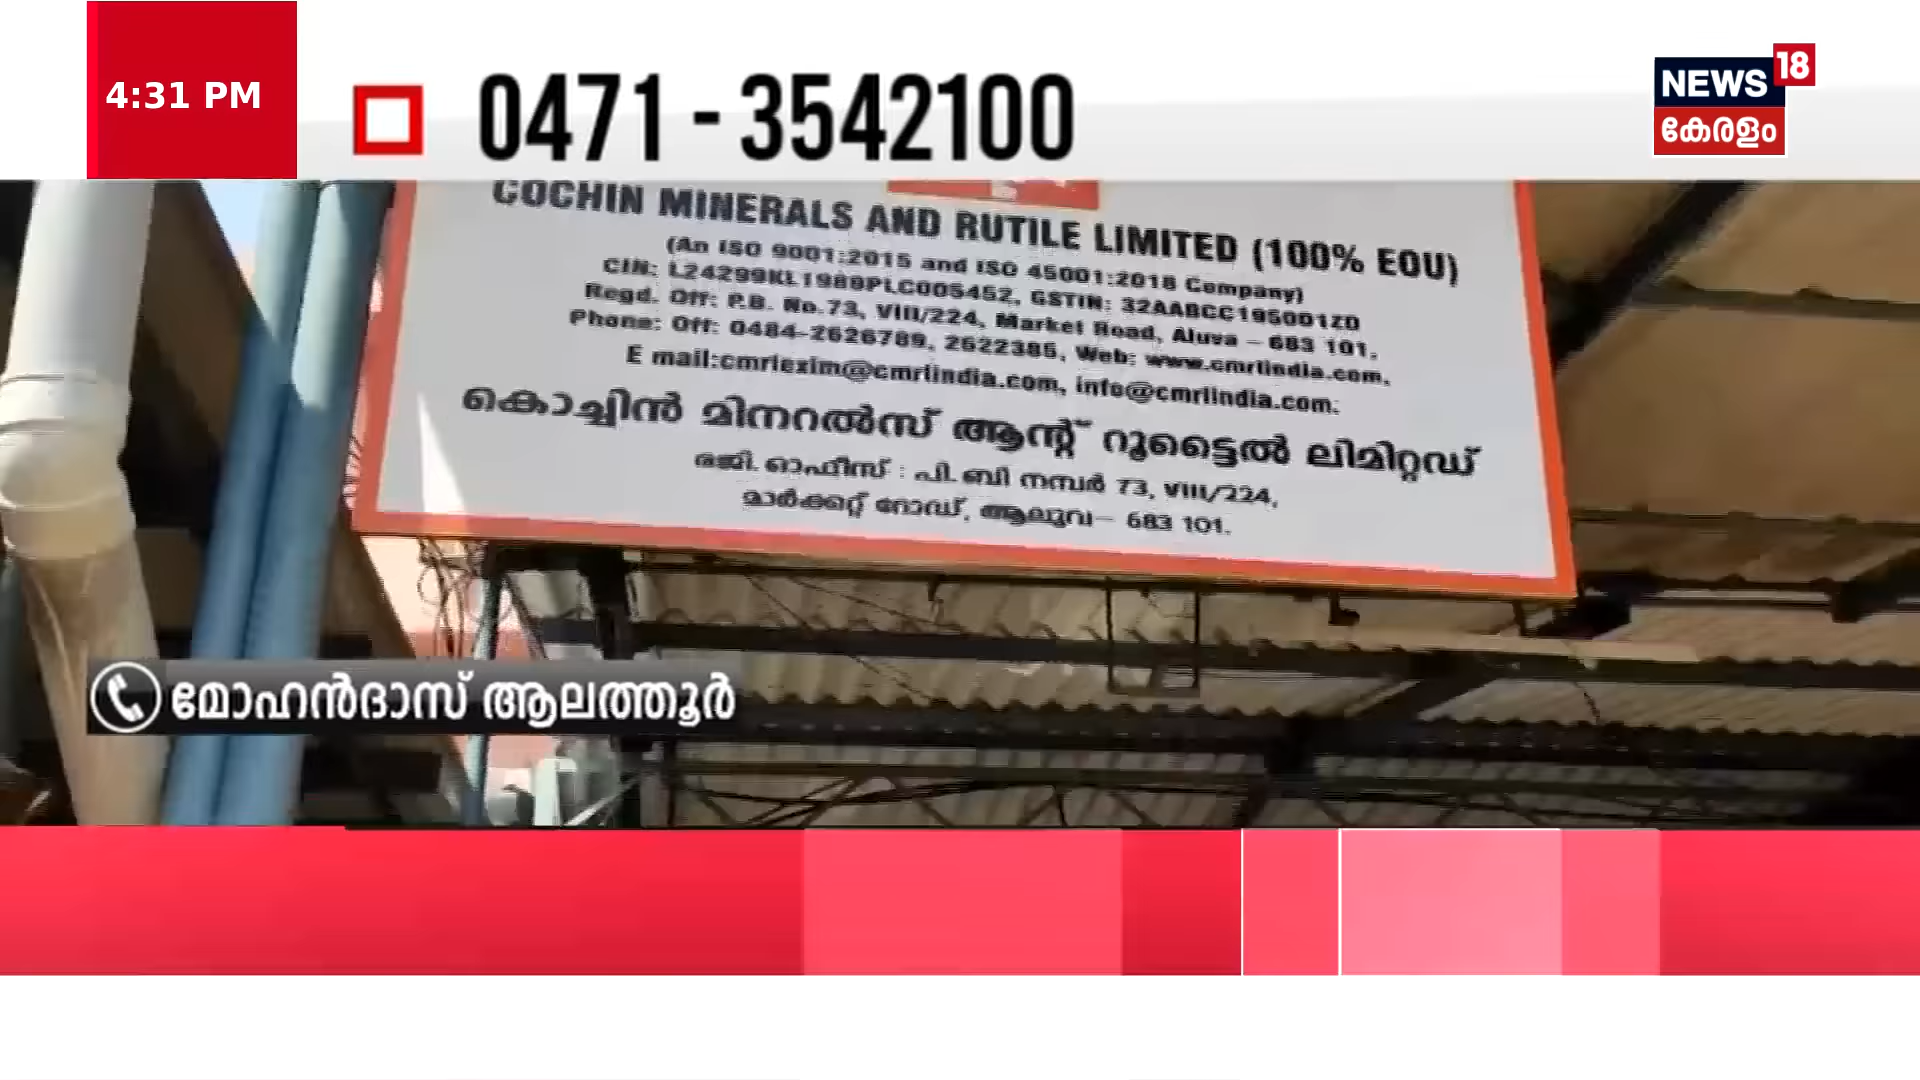 4:31 PM
0471 - 3542100
NEWS 18
കേരളം
COCHIN MINERALS AND RUTILE LIMITED (100% EOU)
(An ISO 9001:2015 and ISO 45001:2018 Company)
CIN: L24299KL1989PLC005452, GSTIN: 32AABCC1950D1ZD
Regd. Off: P.B. No.73, VIII/224, Market Road, Aluva – 683 101.
Phone: Off: 0484-2626789, 2622385, Web: www.cmrlindia.com,
E mail:cmrlexim@cmrlindia.com, info@cmrlindia.com.
കൊച്ചിൻ മിനറൽസ് ആന്റ് റൂട്ടൈൽ ലിമിറ്റഡ്
രജി. ഓഫീസ് : പി. ബി നമ്പർ 73, VIII/224,
മാർക്കറ്റ് റോഡ്, ആലുവ– 683 101.
മോഹൻദാസ് ആലത്തൂർ